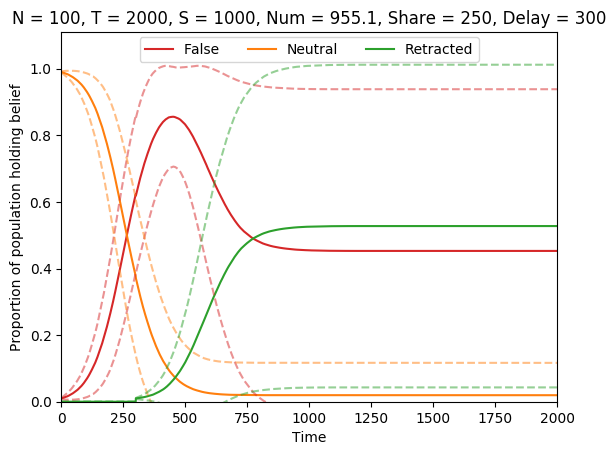 N = 100, T = 2000, S = 1000, Num = 955.1, Share = 250, Delay = 300
False Neutral Retracted
Proportion of population holding belief
1.0
0.8
0.6
0.4
0.2
0.0
0 250 500 750 1000 1250 1500 1750 2000
Time